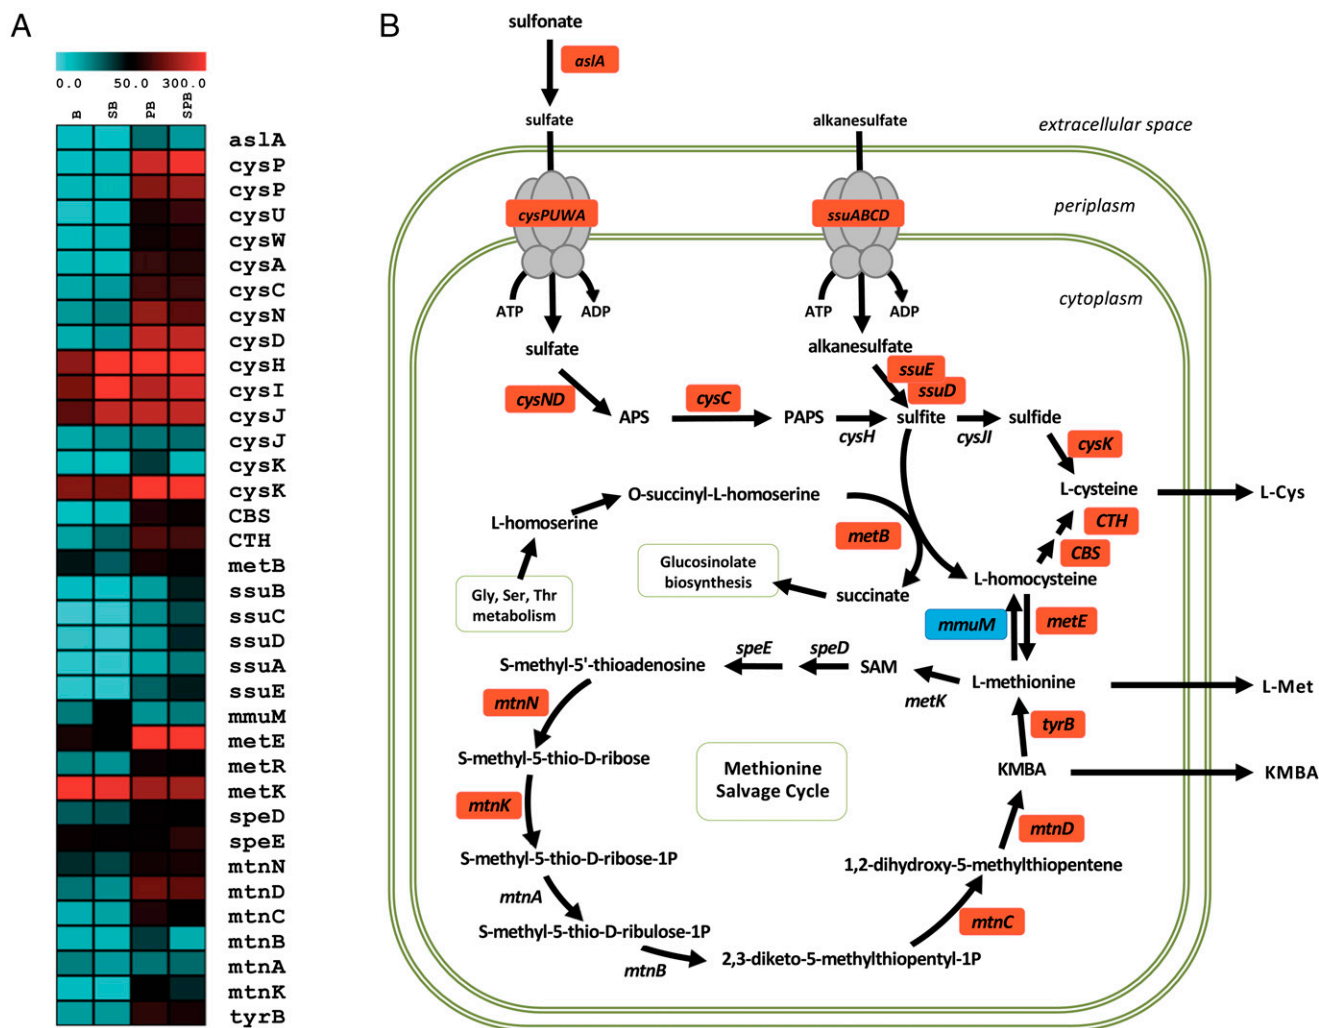 A
0.0 50.0 300.0
B SB PB SPB
aslA
cysP
cysP
cysU
cysW
cysA
cysC
cysN
cysD
cysH
cysI
cysJ
cysJ
cysK
cysK
CBS
CTH
metB
ssuB
ssuC
ssuD
ssuA
ssuE
mmuM
metE
metR
metK
speD
speE
mtnN
mtnD
mtnC
mtnB
mtnA
mtnK
tyrB
B
sulfonate
aslA
sulfate
alkanesulfate
extracellular space
cysPUWA
ssuABCD
periplasm
cytoplasm
ATP ADP
ATP ADP
sulfate
alkanesulfate
ssuE
ssuD
cysND
cysC
APS
PAPS
cysH
sulfite
cysJI
sulfide
cysK
L-cysteine
L-Cys
O-succinyl-L-homoserine
L-homoserine
CTH
metB
CBS
Glucosinolate
biosynthesis
Gly, Ser, Thr
metabolism
succinate
L-homocysteine
mmuM
metE
S-methyl-5'-thioadenosine
speE
speD
SAM
metK
L-methionine
L-Met
mtnN
tyrB
S-methyl-5-thio-D-ribose
Methionine
Salvage Cycle
KMBA
KMBA
mtnK
mtnD
S-methyl-5-thio-D-ribose-1P
1,2-dihydroxy-5-methylthiopentene
mtnA
mtnC
S-methyl-5-thio-D-ribulose-1P
mtnB
2,3-diketo-5-methylthiopentyl-1P